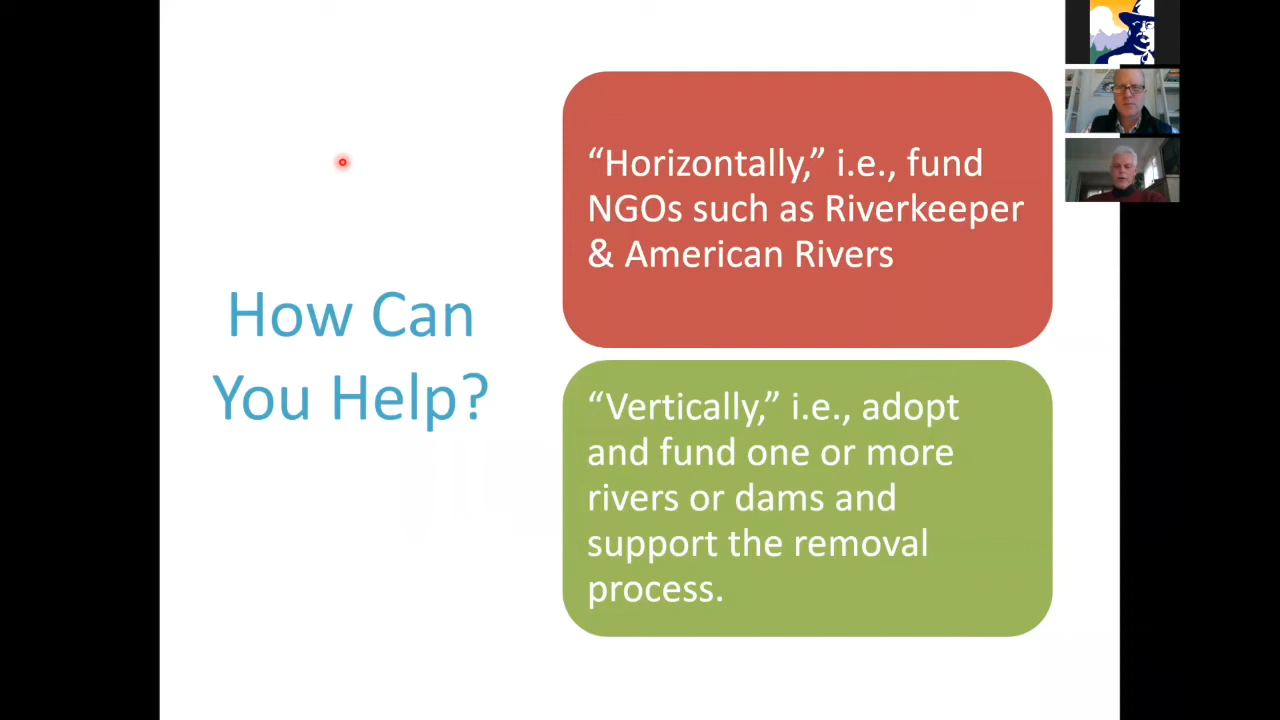 How Can
You Help?
“Horizontally,” i.e., fund
NGOs such as Riverkeeper
& American Rivers
“Vertically,” i.e., adopt
and fund one or more
rivers or dams and
support the removal
process.